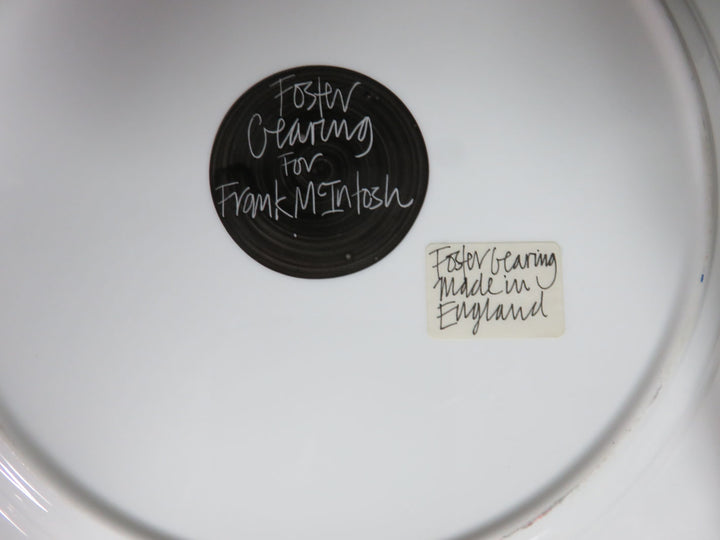 Foster
Gearing
For
Frank McIntosh
Foster Gearing
Made in
England